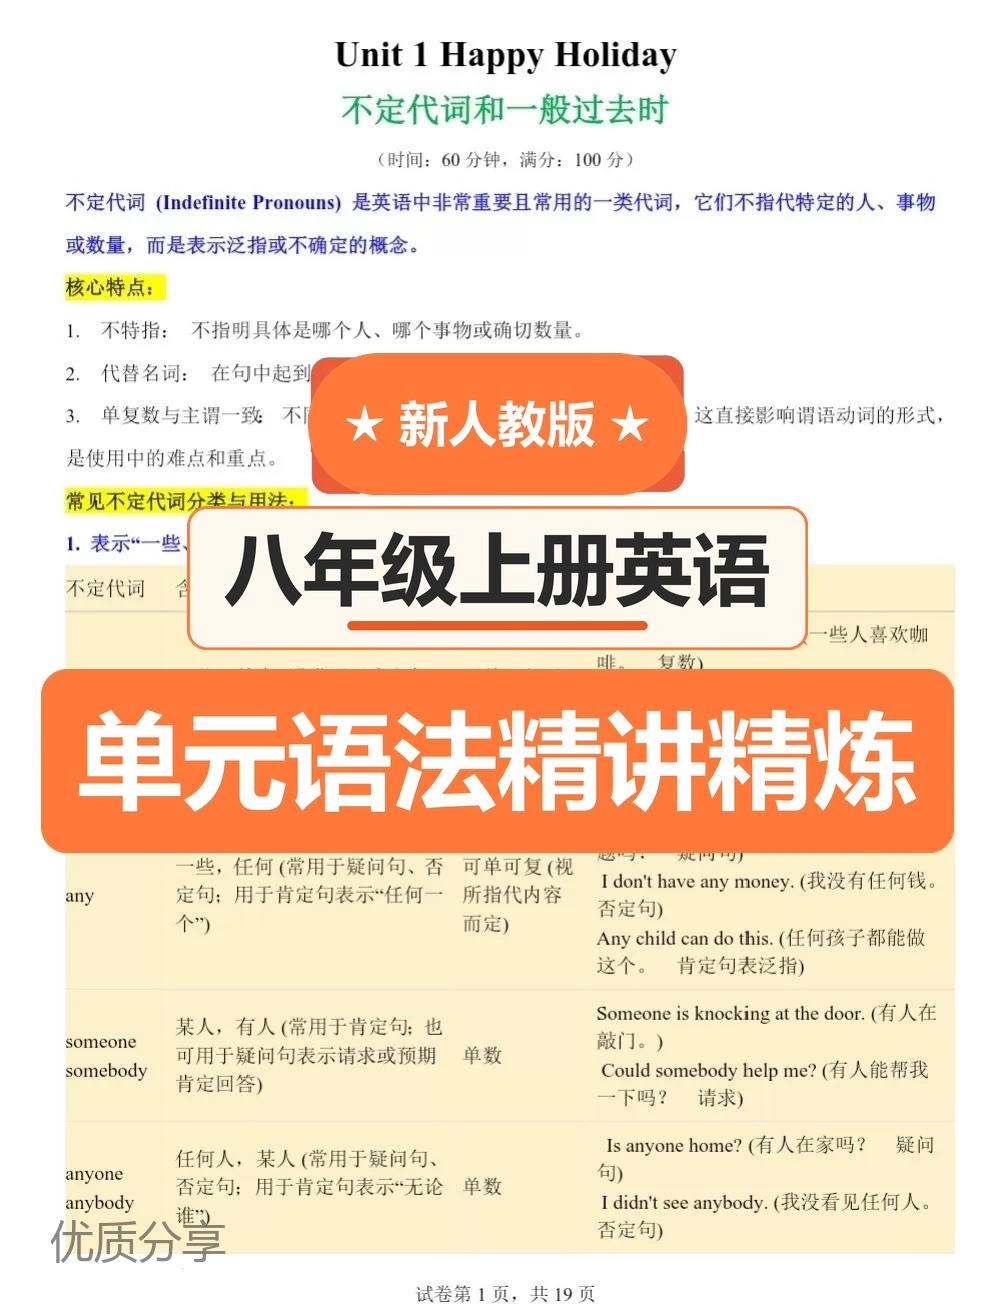 Unit 1 Happy Holiday
不定代词和一般过去时
（时间：60 分钟，满分：100 分）
不定代词 (Indefinite Pronouns) 是英语中非常重要且常用的一类代词，它们不指代特定的人、事物
或数量，而是表示泛指或不确定的概念。
核心特点：
1. 不特指： 不指明具体是哪个人、哪个事物或确切数量。
2. 代替名词： 在句中起到
3. 单复数与主谓一致： 不同 这直接影响谓语动词的形式，
是使用中的难点和重点。
★ 新人教版 ★
常见不定代词分类与用法：
1. 表示“一些、
八年级上册英语
不定代词 含
一些人喜欢咖
啡。 复数)
单元语法精讲精炼
题吗？ 疑问句)
any
一些，任何 (常用于疑问句、否
定句；用于肯定句表示“任何一
个”)
可单可复 (视
所指代内容
而定)
I don't have any money. (我没有任何钱。
否定句)
Any child can do this. (任何孩子都能做
这个。 肯定句表泛指)
someone
somebody
某人，有人 (常用于肯定句；也
可用于疑问句表示请求或预期
肯定回答)
单数
Someone is knocking at the door. (有人在
敲门。)
Could somebody help me? (有人能帮我
一下吗？ 请求)
anyone
anybody
任何人，某人 (常用于疑问句、
否定句；用于肯定句表示“无论
谁”)
单数
Is anyone home? (有人在家吗？ 疑问
句)
I didn't see anybody. (我没看见任何人。
否定句)
优质分享
试卷第 1 页，共 19 页